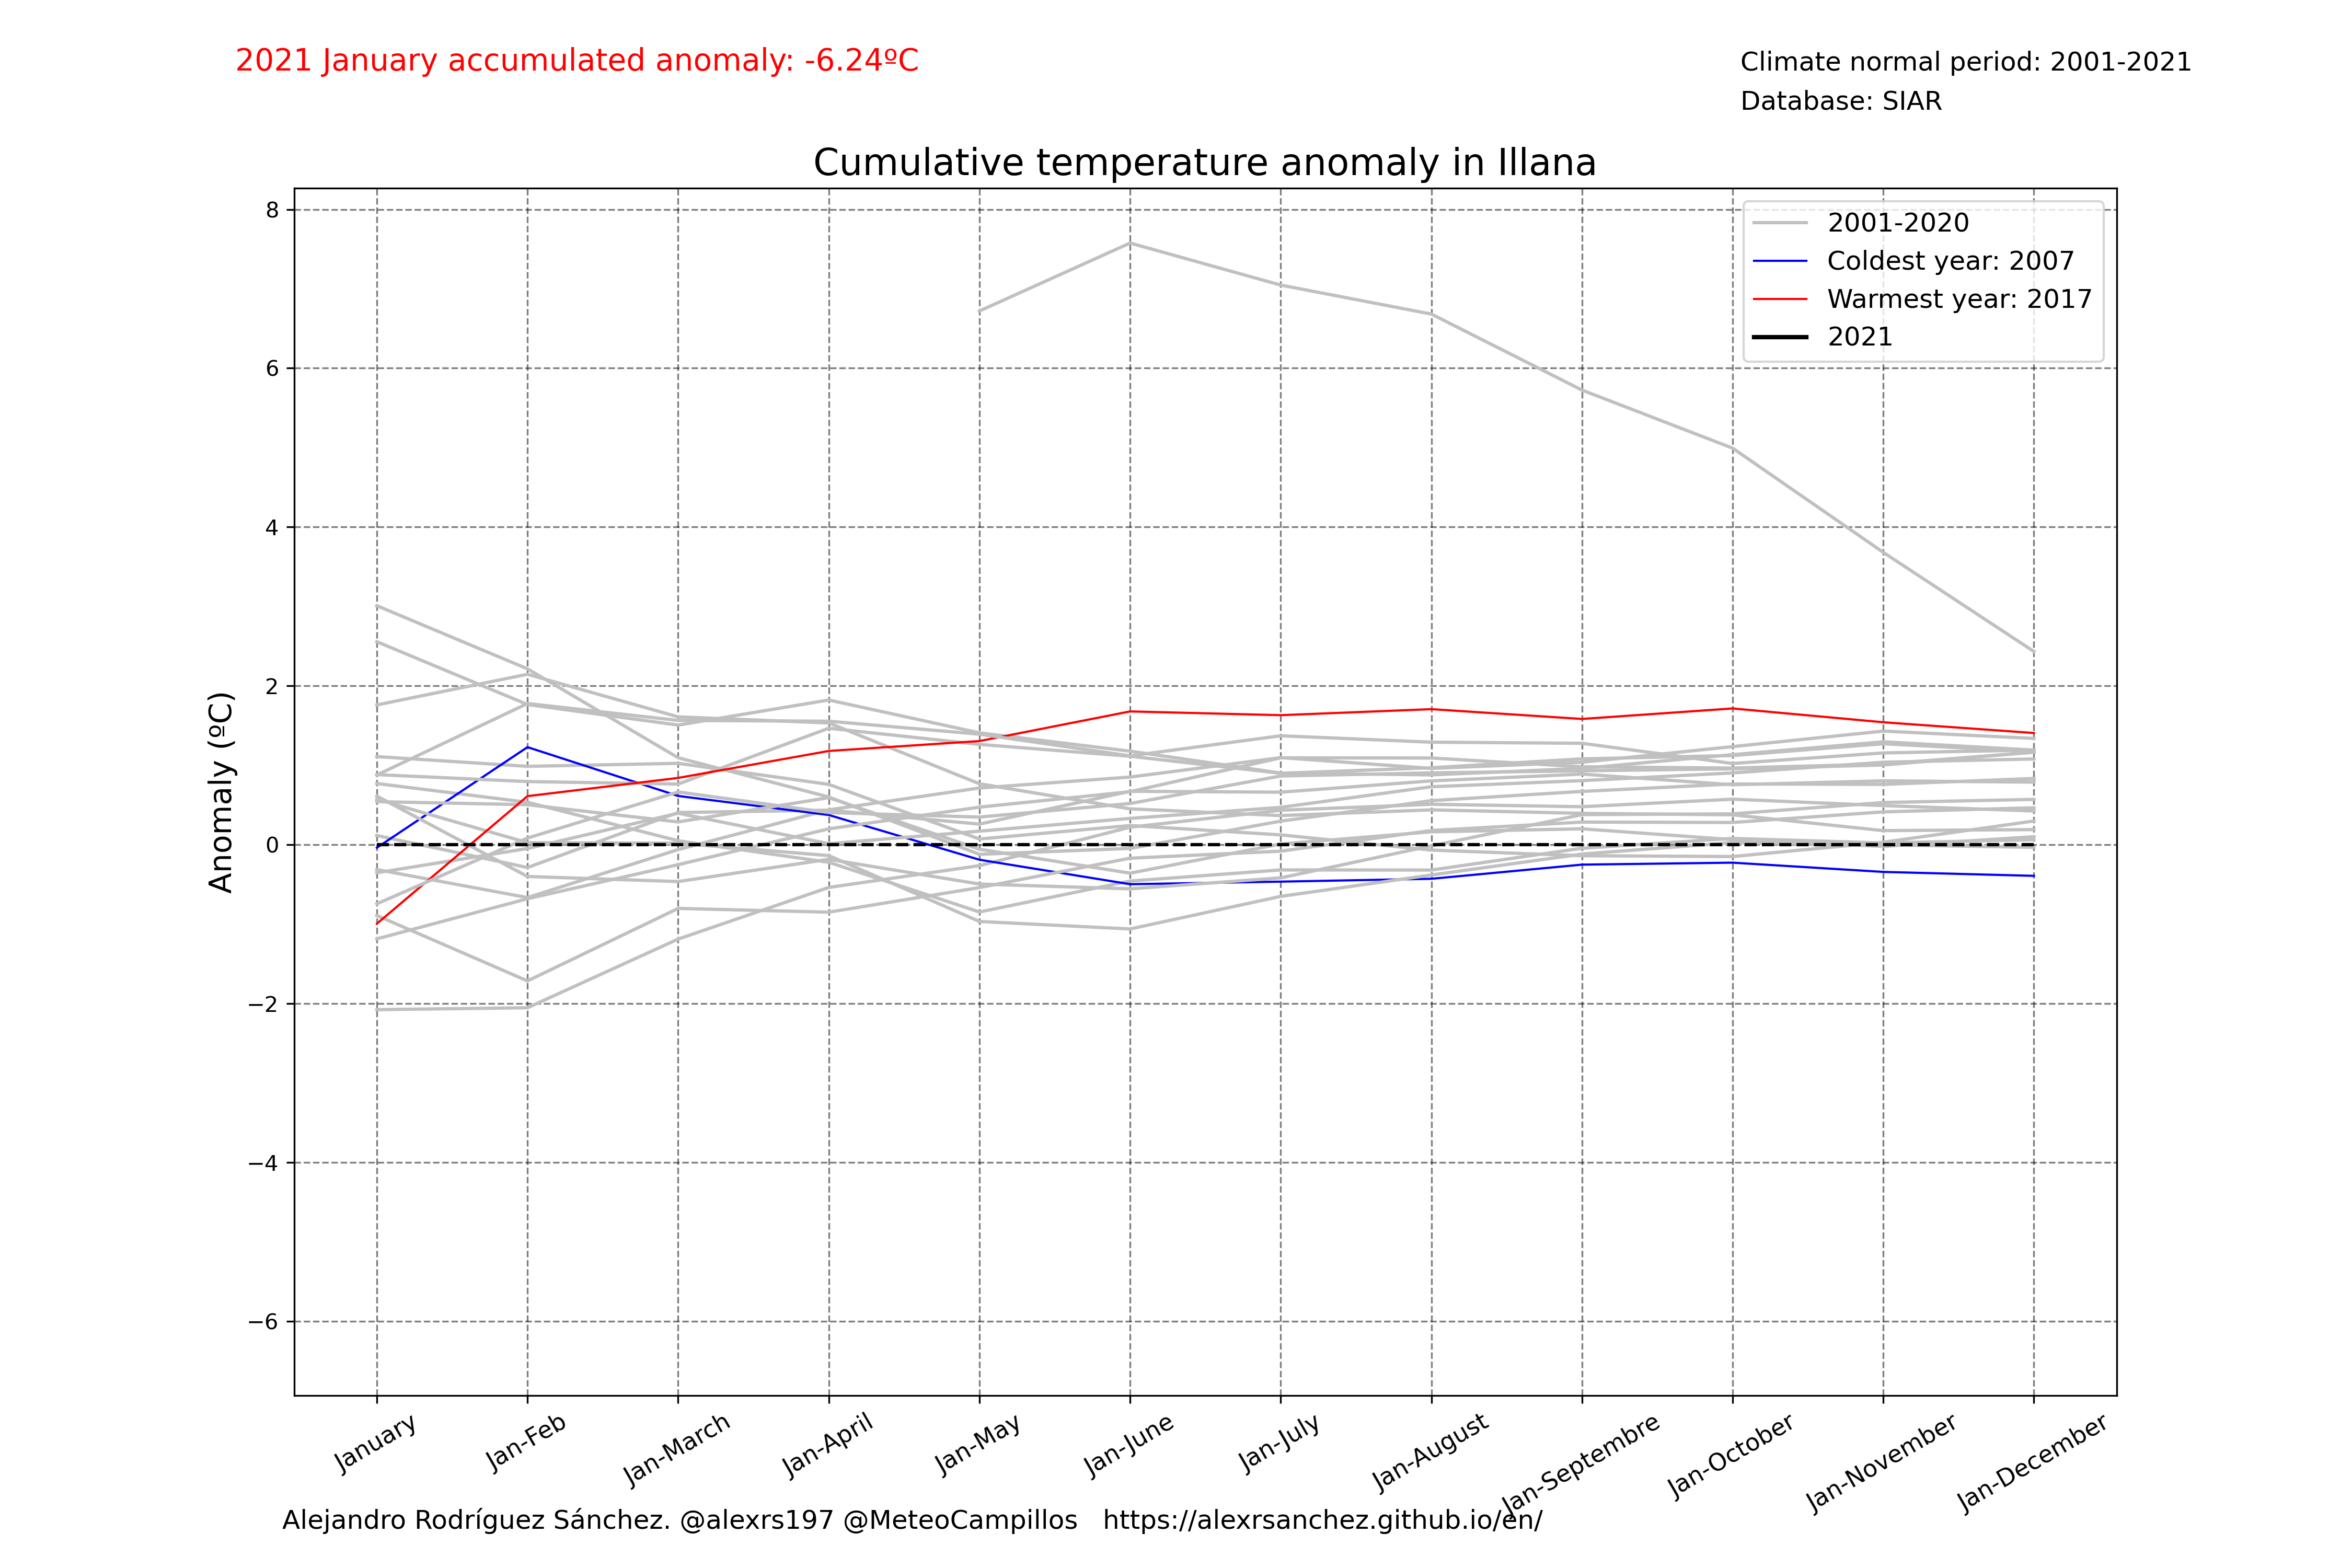 2021 January accumulated anomaly: -6.24ºC
Climate normal period: 2001-2021
Database: SIAR
Cumulative temperature anomaly in Illana
2001-2020
Coldest year: 2007
Warmest year: 2017
2021
Anomaly (ºC)
8
6
4
2
0
−2
−4
−6
January
Jan-Feb
Jan-March
Jan-April
Jan-May
Jan-June
Jan-July
Jan-August
Jan-Septembre
Jan-October
Jan-November
Jan-December
Alejandro Rodríguez Sánchez. @alexrs197 @MeteoCampillos   https://alexrsanchez.github.io/en/